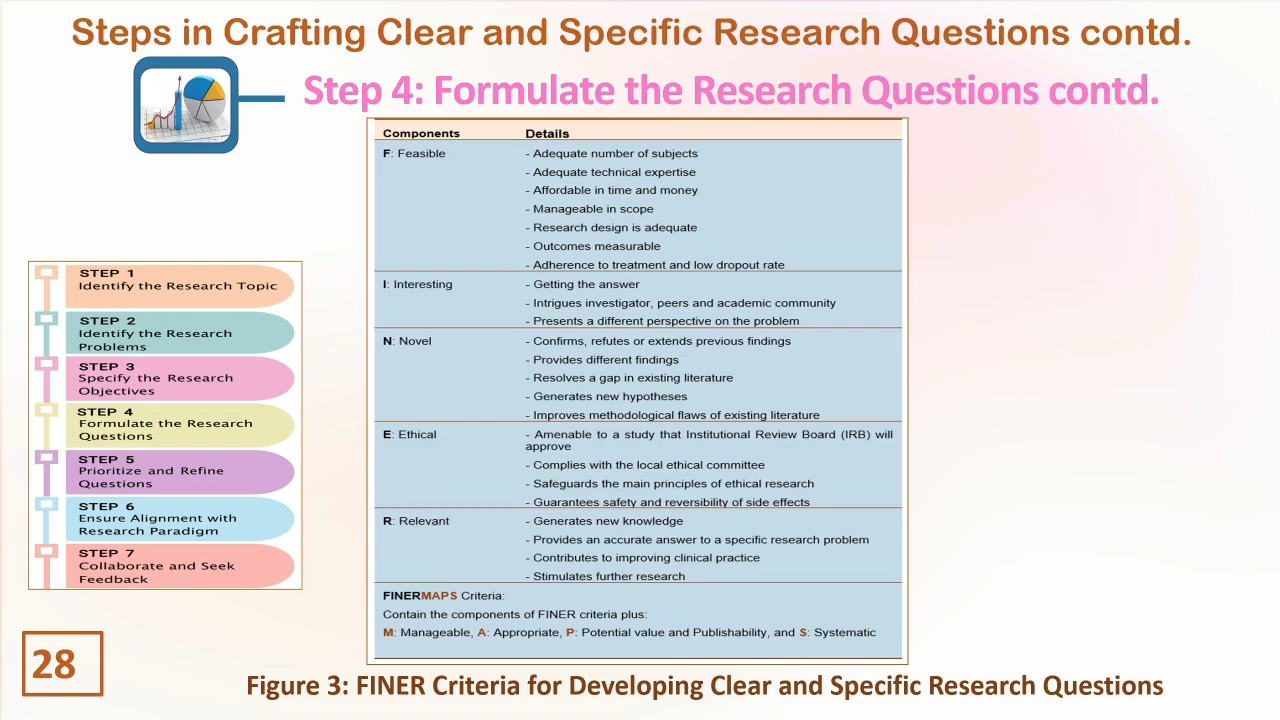 Steps in Crafting Clear and Specific Research Questions contd.
Step 4: Formulate the Research Questions contd.
STEP 1
Identify the Research Topic
STEP 2
Identify the Research
Problems
STEP 3
Specify the Research
Objectives
STEP 4
Formulate the Research
Questions
STEP 5
Prioritize and Refine
Questions
STEP 6
Ensure Alignment with
Research Paradigm
STEP 7
Collaborate and Seek
Feedback
Components Details
F: Feasible - Adequate number of subjects
- Adequate technical expertise
- Affordable in time and money
- Manageable in scope
- Research design is adequate
- Outcomes measurable
- Adherence to treatment and low dropout rate
I: Interesting - Getting the answer
- Intrigues investigator, peers and academic community
- Presents a different perspective on the problem
N: Novel - Confirms, refutes or extends previous findings
- Provides different findings
- Resolves a gap in existing literature
- Generates new hypotheses
- Improves methodological flaws of existing literature
E: Ethical - Amenable to a study that Institutional Review Board (IRB) will
approve
- Complies with the local ethical committee
- Safeguards the main principles of ethical research
- Guarantees safety and reversibility of side effects
R: Relevant - Generates new knowledge
- Provides an accurate answer to a specific research problem
- Contributes to improving clinical practice
- Stimulates further research
FINERMAPS Criteria:
Contain the components of FINER criteria plus:
M: Manageable, A: Appropriate, P: Potential value and Publishability, and S: Systematic
28
Figure 3: FINER Criteria for Developing Clear and Specific Research Questions